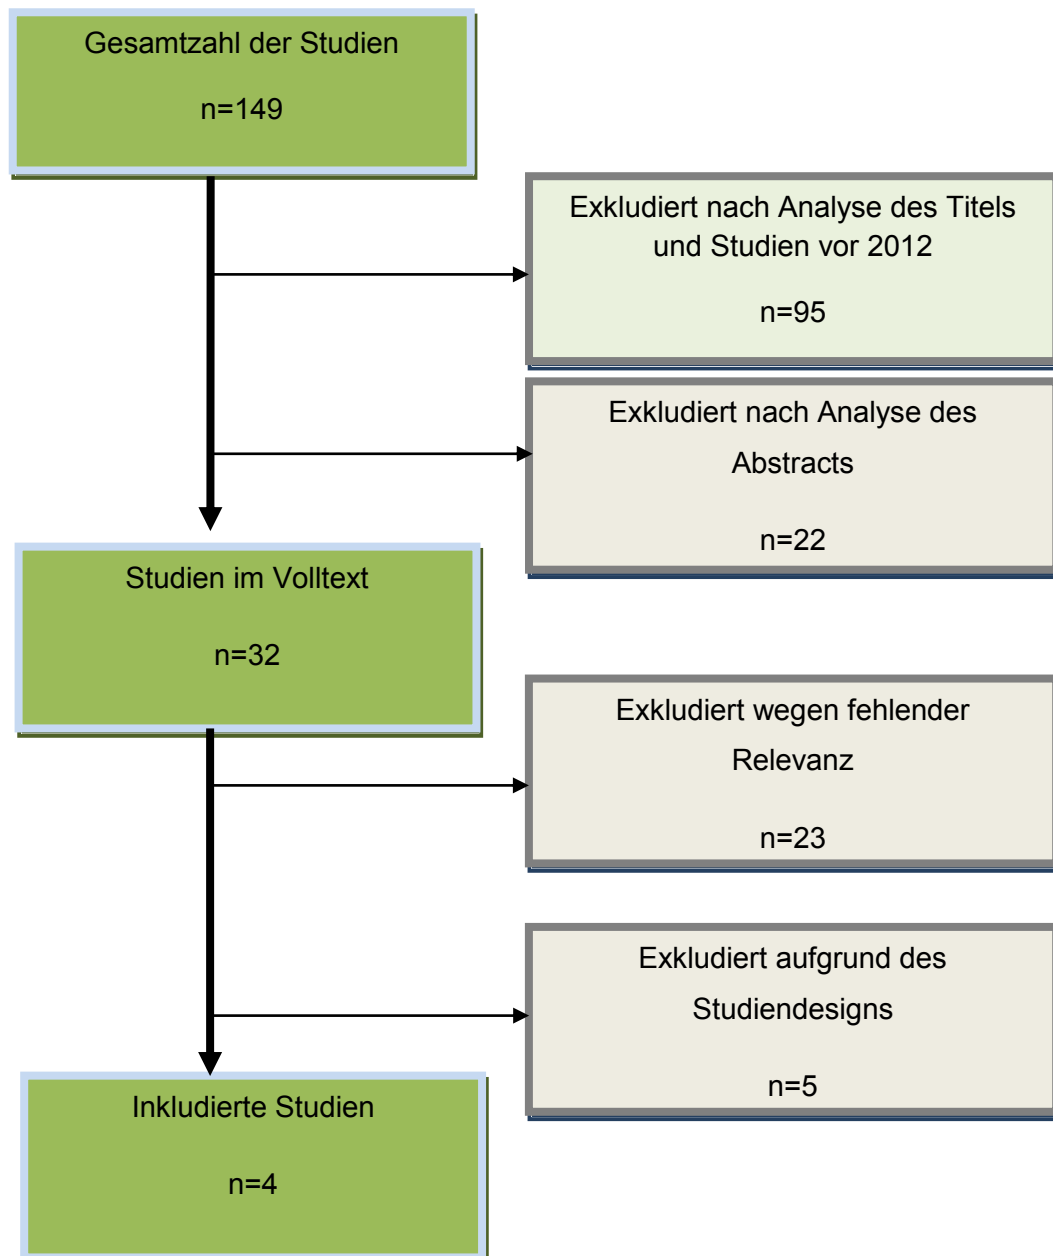 Gesamtzahl der Studien
n=149
Exkludiert nach Analyse des Titels
und Studien vor 2012
n=95
Exkludiert nach Analyse des
Abstracts
n=22
Studien im Volltext
n=32
Exkludiert wegen fehlender
Relevanz
n=23
Exkludiert aufgrund des
Studiendesigns
n=5
Inkludierte Studien
n=4